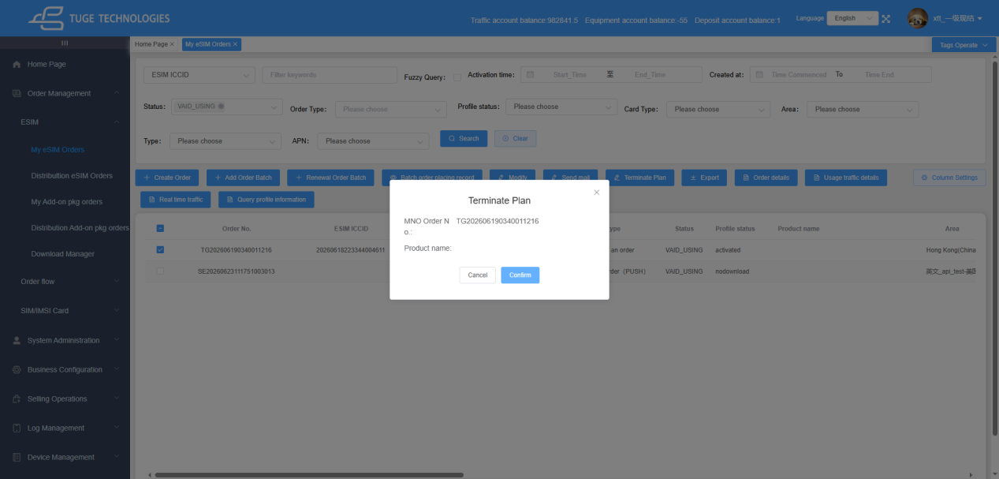 TUGE TECHNOLOGIES
Traffic account balance:982841.5 Equipment account balance:-55 Deposit account balance:1 Language English xtt_一级现结
Home Page × My eSIM Orders × Tags Operate
Home Page
Order Management
ESIM
My eSIM Orders
Distribution eSIM Orders
My Add-on pkg orders
Distribution Add-on pkg orders
Download Manager
Order flow
SIM/IMSI Card
System Administration
Business Configuration
Selling Operations
Log Management
Device Management
ESIM ICCID Filter keywords Fuzzy Query: Activation time: Start_Time 至 End_Time Created at: Time Commenced To Time End
Status: VAID_USING Order Type: Please choose Profile status: Please choose Card Type: Please choose Area: Please choose
Type: Please choose APN: Please choose Search Clear
+ Create Order + Add Order Batch + Renewal Order Batch Batch order placing record Modify Send mail Terminate Plan Export Order details Usage traffic details Column Settings
Real time traffic Query profile information
Order No. ESIM ICCID ype Status Profile status Product name Area
TG202606190340011216 20260618223344004611 an order VAID_USING activated Hong Kong(China
SE20260623111751003013 rder（PUSH） VAID_USING nodownload 英文_api_test-美国
Terminate Plan
MNO Order N TG202606190340011216
o.:
Product name:
Cancel Confirm